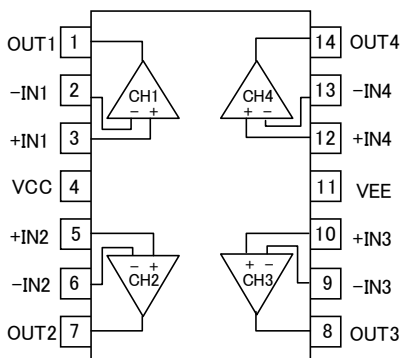 OUT1 1 14 OUT4
-IN1 2 CH1 CH4 13 -IN4
- + + -
+IN1 3 12 +IN4
VCC 4 11 VEE
+IN2 5 10 +IN3
- + + -
-IN2 6 CH2 CH3 9 -IN3
OUT2 7 8 OUT3